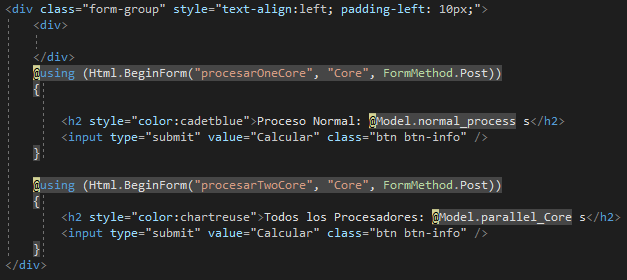 <div class="form-group" style="text-align:left; padding-left: 10px;">
<div>
</div>
@using (Html.BeginForm("procesarOneCore", "Core", FormMethod.Post))
{
<h2 style="color:cadetblue">Proceso Normal: @Model.normal_process s</h2>
<input type="submit" value="Calcular" class="btn btn-info" />
}
@using (Html.BeginForm("procesarTwoCore", "Core", FormMethod.Post))
{
<h2 style="color:chartreuse">Todos los Procesadores: @Model.parallel_Core s</h2>
<input type="submit" value="Calcular" class="btn btn-info" />
}
</div>